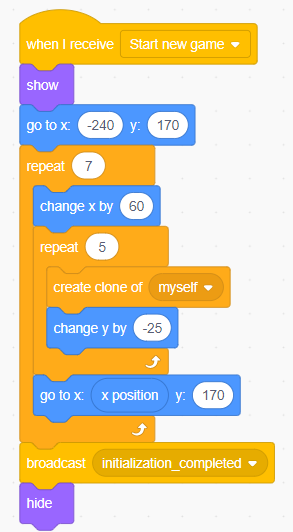 when I receive Start new game
show
go to x: -240 y: 170
repeat 7
change x by 60
repeat 5
create clone of myself
change y by -25
go to x: x position y: 170
broadcast initialization_completed
hide